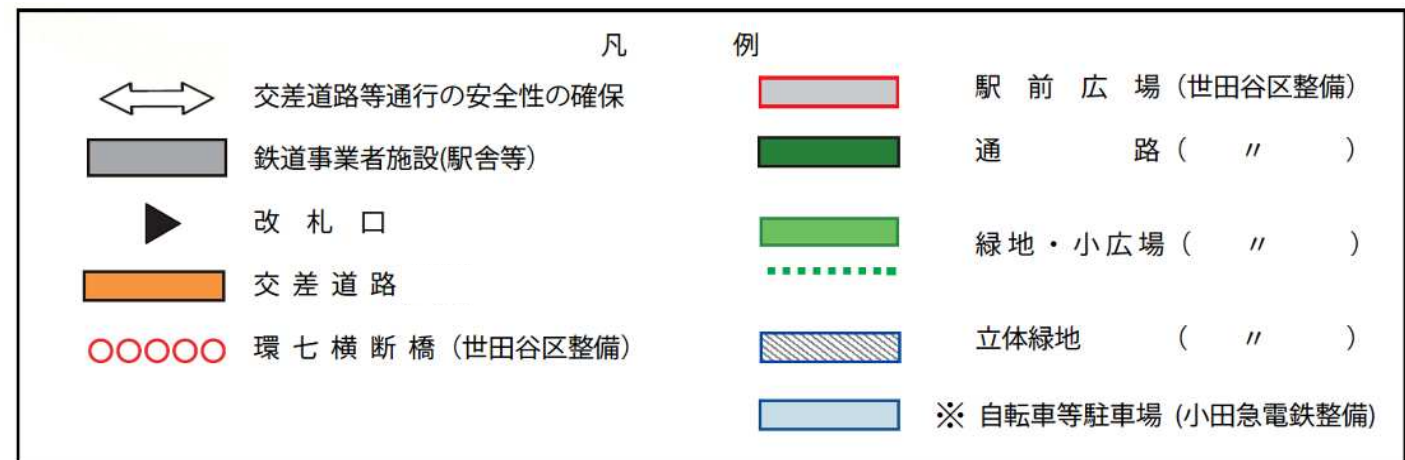 凡 例
交差道路等通行の安全性の確保
鉄道事業者施設(駅舎等)
改 札 口
交 差 道 路
環 七 横 断 橋 (世田谷区整備)
駅 前 広 場 (世田谷区整備)
通 路 ( 〃 )
緑 地 ・ 小 広 場 ( 〃 )
立体緑地 ( 〃 )
※ 自転車等駐車場 (小田急電鉄整備)